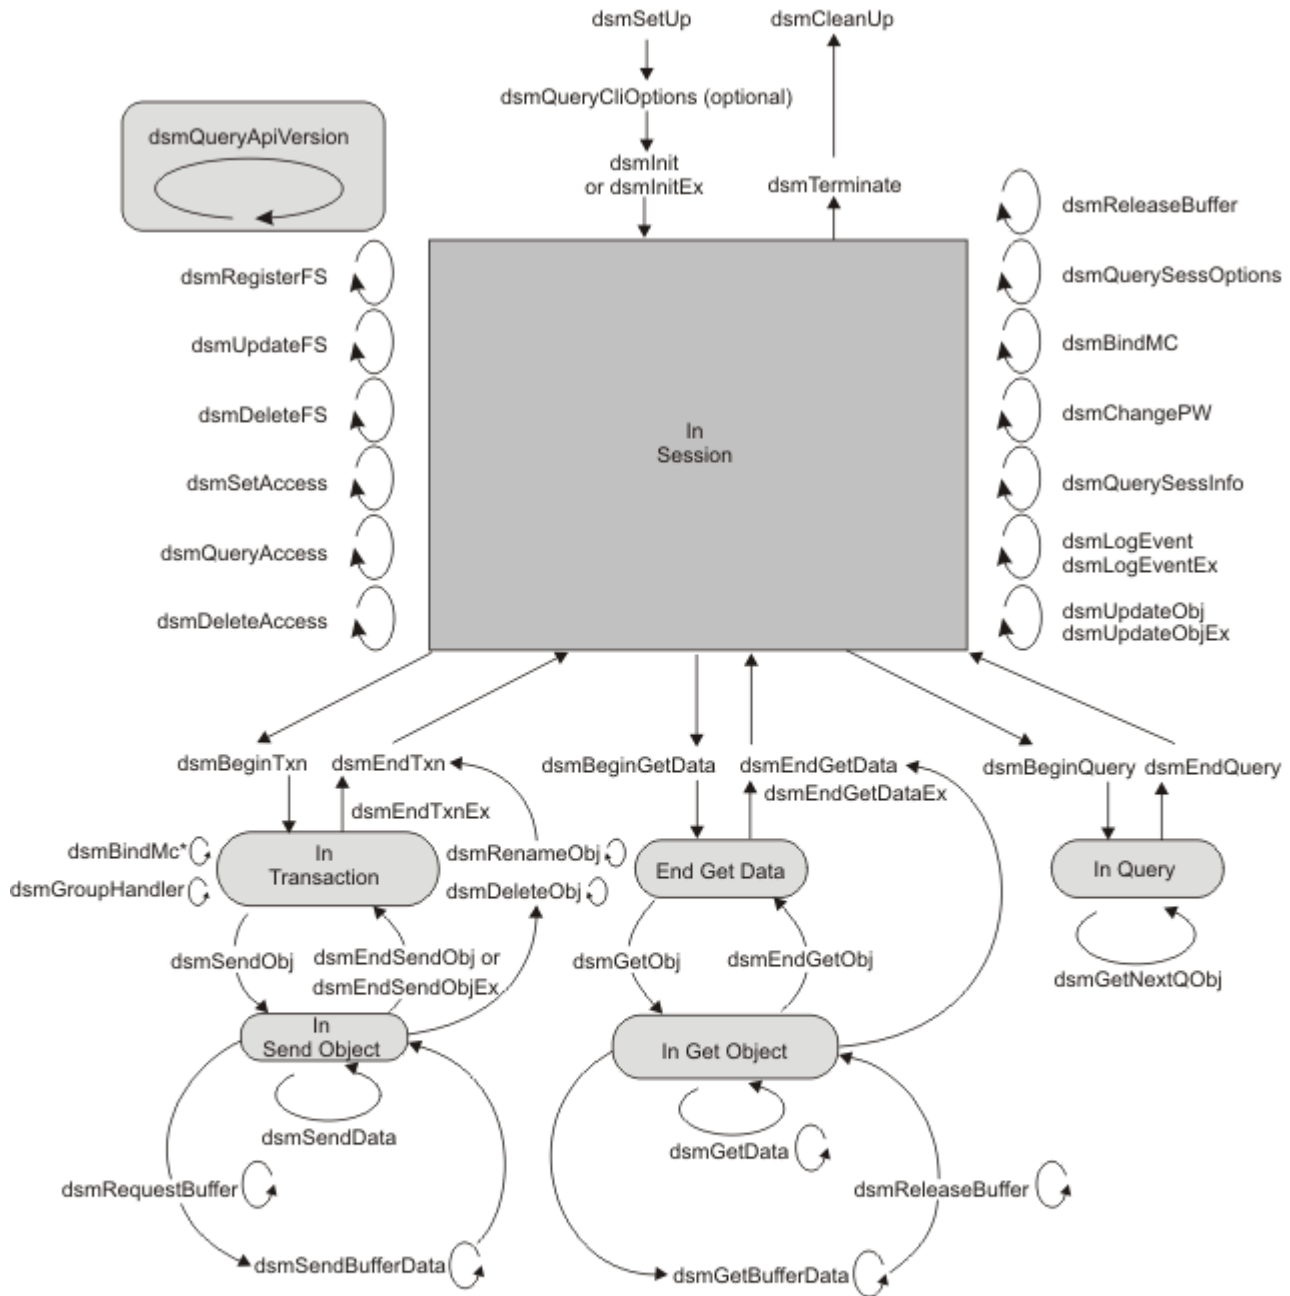 dsmSetUp
dsmCleanUp
dsmQueryCliOptions (optional)
dsmQueryApiVersion
dsmInit
or dsmInitEx
dsmTerminate
dsmReleaseBuffer
dsmRegisterFS
dsmQuerySessOptions
dsmUpdateFS
dsmBindMC
dsmDeleteFS
dsmChangePW
In
Session
dsmSetAccess
dsmQuerySessInfo
dsmQueryAccess
dsmLogEvent
dsmLogEventEx
dsmDeleteAccess
dsmUpdateObj
dsmUpdateObjEx
dsmBeginTxn
dsmEndTxn
dsmBeginGetData
dsmEndGetData
dsmBeginQuery
dsmEndQuery
dsmEndTxnEx
dsmEndGetDataEx
dsmBindMc*
In
Transaction
dsmRenameObj
End Get Data
In Query
dsmGroupHandler
dsmDeleteObj
dsmSendObj
dsmEndSendObj or
dsmEndSendObjEx
dsmGetObj
dsmEndGetObj
dsmGetNextQObj
In
Send Object
In Get Object
dsmSendData
dsmGetData
dsmRequestBuffer
dsmReleaseBuffer
dsmSendBufferData
dsmGetBufferData